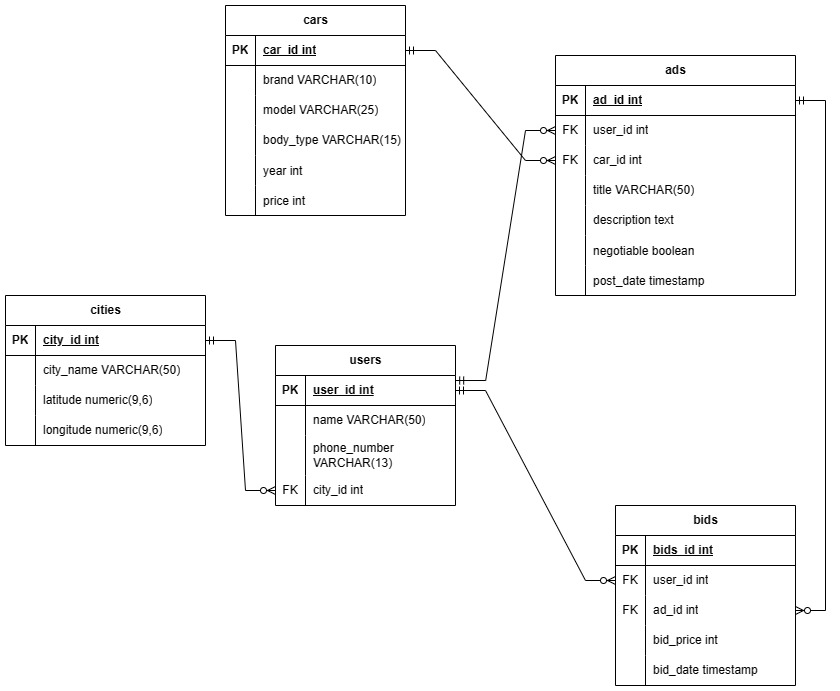 cars
PK car_id int
brand VARCHAR(10)
model VARCHAR(25)
body_type VARCHAR(15)
year int
price int
ads
PK ad_id int
FK user_id int
FK car_id int
title VARCHAR(50)
description text
negotiable boolean
post_date timestamp
cities
PK city_id int
city_name VARCHAR(50)
latitude numeric(9,6)
longitude numeric(9,6)
users
PK user_id int
name VARCHAR(50)
phone_number
VARCHAR(13)
FK city_id int
bids
PK bids_id int
FK user_id int
FK ad_id int
bid_price int
bid_date timestamp